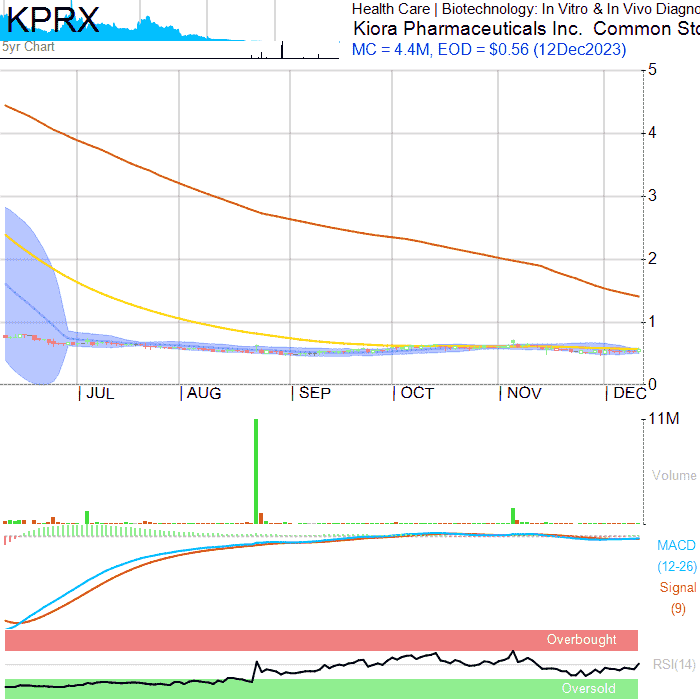 KPRX
5yr Chart
Health Care | Biotechnology: In Vitro & In Vivo Diagno
Kiora Pharmaceuticals Inc. Common Sto
MC = 4.4M, EOD = $0.56 (12Dec2023)
5
4
3
2
1
0
JUL AUG SEP OCT NOV DEC
11M
Volume
MACD
(12-26)
Signal
(9)
Overbought
RSI(14)
Oversold